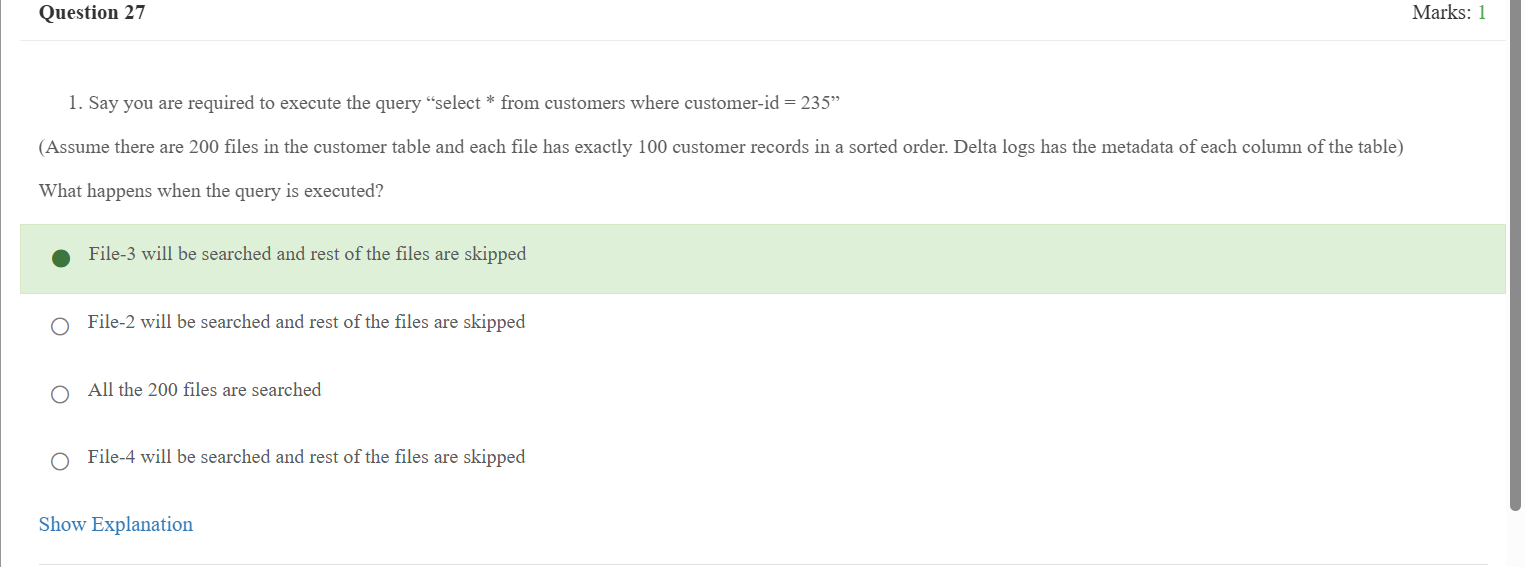 Question 27
Marks: 1
1. Say you are required to execute the query “select * from customers where customer-id = 235”
(Assume there are 200 files in the customer table and each file has exactly 100 customer records in a sorted order. Delta logs has the metadata of each column of the table)
What happens when the query is executed?
File-3 will be searched and rest of the files are skipped
File-2 will be searched and rest of the files are skipped
All the 200 files are searched
File-4 will be searched and rest of the files are skipped
Show Explanation